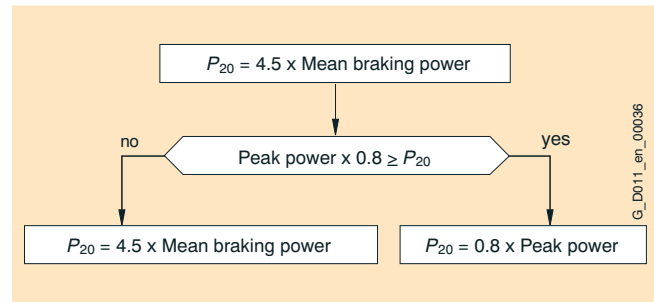 P20 = 4.5 x Mean braking power
no
Peak power x 0.8 ≥ P20
yes
P20 = 4.5 x Mean braking power
P20 = 0.8 x Peak power
G_D011_en_00036